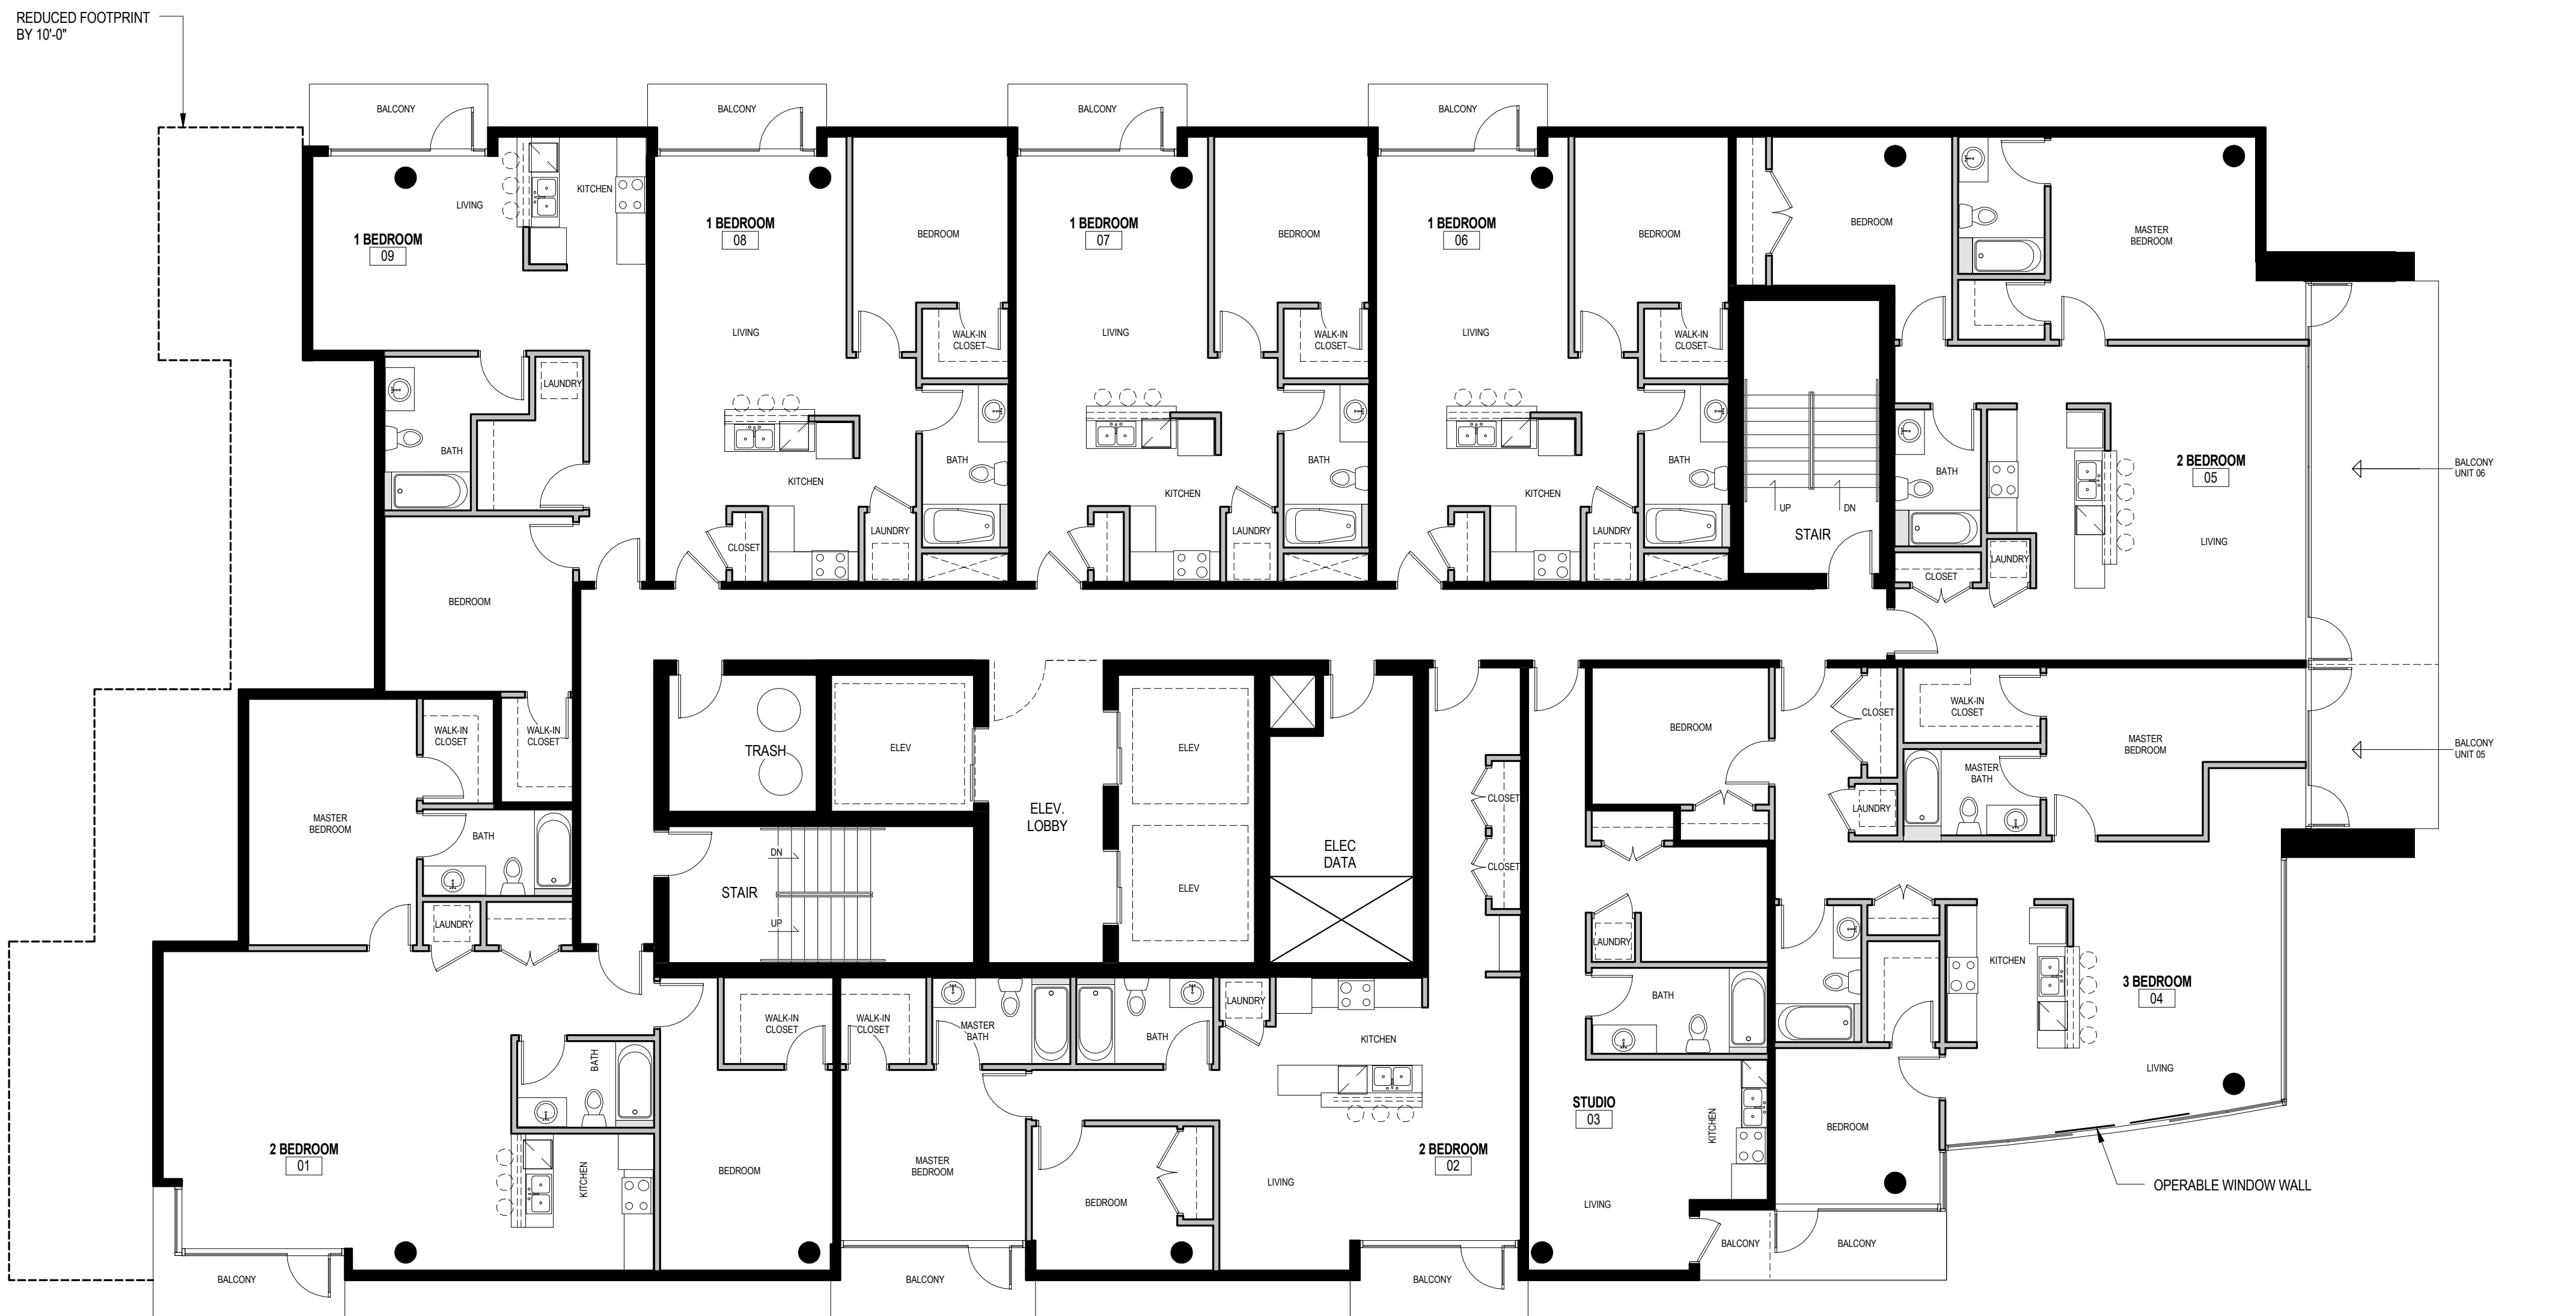 REDUCED FOOTPRINT
BY 10'-0"
BALCONY
BALCONY
BALCONY
BALCONY
LIVING
KITCHEN
1 BEDROOM
09
1 BEDROOM
08
BEDROOM
1 BEDROOM
07
BEDROOM
1 BEDROOM
06
BEDROOM
BEDROOM
MASTER
BEDROOM
LIVING
WALK-IN
CLOSET
LIVING
WALK-IN
CLOSET
LIVING
WALK-IN
CLOSET
LAUNDRY
BATH
BATH
KITCHEN
BATH
KITCHEN
BATH
KITCHEN
CLOSET
LAUNDRY
LAUNDRY
LAUNDRY
UP
DN
STAIR
BATH
2 BEDROOM
05
LIVING
CLOSET
LAUNDRY
BALCONY
UNIT 06
BEDROOM
WALK-IN
CLOSET
WALK-IN
CLOSET
MASTER
BEDROOM
BATH
LAUNDRY
TRASH
ELEV
ELEV.
LOBBY
ELEV
ELEV
DN
STAIR
UP
ELEC
DATA
CLOSET
CLOSET
BEDROOM
CLOSET
WALK-IN
CLOSET
MASTER
BEDROOM
MASTER
BATH
LAUNDRY
BALCONY
UNIT 05
LAUNDRY
BATH
KITCHEN
3 BEDROOM
04
LIVING
WALK-IN
CLOSET
WALK-IN
CLOSET
MASTER
BATH
BATH
LAUNDRY
KITCHEN
BATH
2 BEDROOM
01
KITCHEN
BEDROOM
MASTER
BEDROOM
BEDROOM
LIVING
2 BEDROOM
02
STUDIO
03
KITCHEN
LIVING
BEDROOM
OPERABLE WINDOW WALL
BALCONY
BALCONY
BALCONY
BALCONY
BALCONY